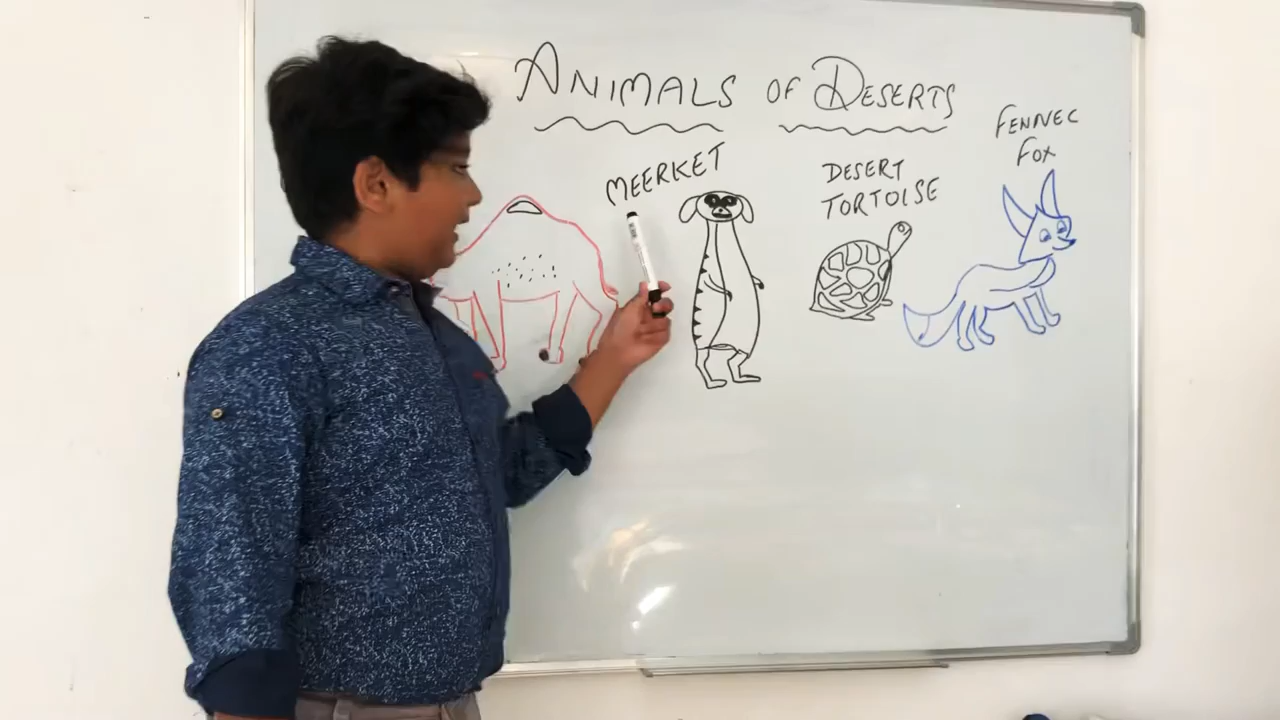 ANIMALS OF DESERTS
MEERKET
DESERT
TORTOISE
FENNEC
FOX